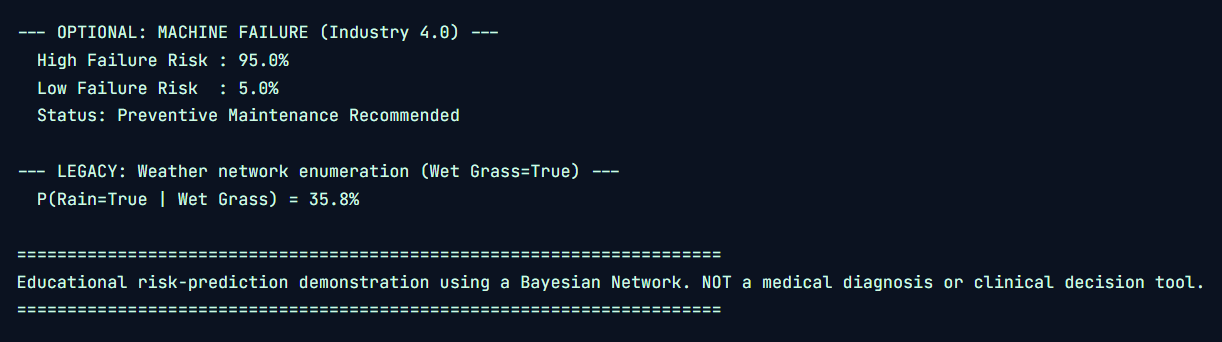 --- OPTIONAL: MACHINE FAILURE (Industry 4.0) ---
  High Failure Risk : 95.0%
  Low Failure Risk  : 5.0%
  Status: Preventive Maintenance Recommended

--- LEGACY: Weather network enumeration (Wet Grass=True) ---
  P(Rain=True | Wet Grass) = 35.8%

======================================================================
Educational risk-prediction demonstration using a Bayesian Network. NOT a medical diagnosis or clinical decision tool.
======================================================================